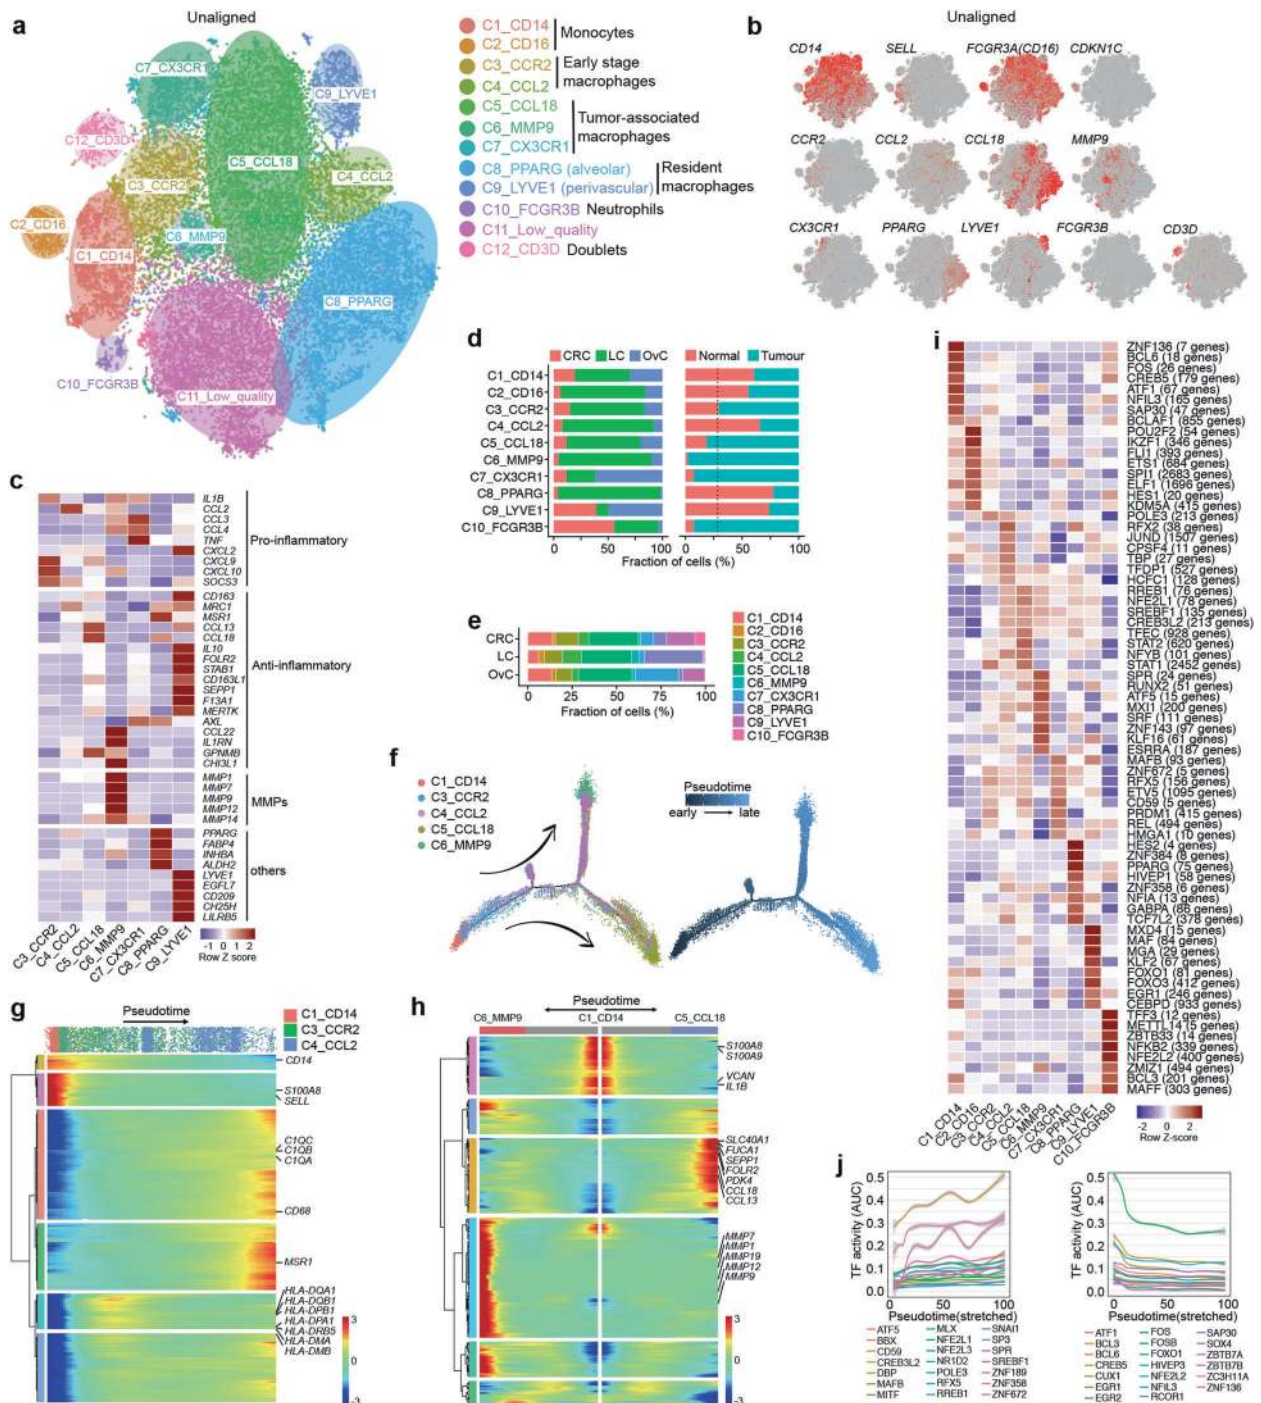 a
Unaligned
C7_CX3CR1
C9_LYVE1
C12_CD3D
C5_CCL18
C3_CCR2
C4_CCL2
C2_CD16
C6_MMP9
C1_CD14
C8_PPARG
C10_FCGR3B
C11_Low_quality
C1_CD14
C2_CD16
Monocytes
C3_CCR2
C4_CCL2
Early stage
macrophages
C5_CCL18
C6_MMP9
C7_CX3CR1
Tumor-associated
macrophages
C8_PPARG (alveolar)
C9_LYVE1 (perivascular)
Resident
macrophages
C10_FCGR3B Neutrophils
C11_Low_quality
C12_CD3D Doublets
b
Unaligned
CD14 SELL FCGR3A(CD16) CDKN1C
CCR2 CCL2 CCL18 MMP9
CX3CR1 PPARG LYVE1 FCGR3B CD3D
c
IL1B
CCL2
CCL3
CCL4
TNF
CXCL2
CXCL9
CXCL10
SOCS3
Pro-inflammatory
CD163
MRC1
MSR1
CCL13
CCL18
IL10
FOLR2
STAB1
CD163L1
SEPP1
F13A1
MERTK
AXL
CCL22
IL1RN
GPNMB
CHI3L1
Anti-inflammatory
MMP1
MMP7
MMP9
MMP12
MMP14
MMPs
PPARG
FABP4
INHBA
ALDH2
LYVE1
EGFL7
CD209
CH25H
LILRB5
others
C3_CCR2
C4_CCL2
C5_CCL18
C6_MMP9
C7_CX3CR1
C8_PPARG
C9_LYVE1
-1 0 1 2
Row Z score
d
CRC LC OvC Normal Tumour
C1_CD14
C2_CD16
C3_CCR2
C4_CCL2
C5_CCL18
C6_MMP9
C7_CX3CR1
C8_PPARG
C9_LYVE1
C10_FCGR3B
0 50 100 0 50 100
Fraction of cells (%)
e
CRC
LC
OvC
0 25 50 75 100
Fraction of cells (%)
C1_CD14
C2_CD16
C3_CCR2
C4_CCL2
C5_CCL18
C6_MMP9
C7_CX3CR1
C8_PPARG
C9_LYVE1
C10_FCGR3B
f
C1_CD14
C3_CCR2
C4_CCL2
C5_CCL18
C6_MMP9
Pseudotime
early late
g
Pseudotime
C1_CD14
C3_CCR2
C4_CCL2
CD14
S100A8
SELL
C1QC
C1QB
C1QA
CD68
MSR1
HLA-DQA1
HLA-DQB1
HLA-DPB1
HLA-DPA1
HLA-DRB5
HLA-DMA
HLA-DMB
3
0
-3
h
Pseudotime
C6_MMP9 C1_CD14 C5_CCL18
S100A8
S100A9
VCAN
IL1B
SLC40A1
FUCA1
SEPP1
FOLR2
PDK4
CCL18
CCL13
MMP7
MMP1
MMP19
MMP12
MMP9
3
0
-3
i
ZNF136 (7 genes)
BCL6 (18 genes)
FOS (26 genes)
CREB5 (179 genes)
ATF1 (67 genes)
NFIL3 (165 genes)
SAP30 (47 genes)
BCLAF1 (855 genes)
POU2F2 (54 genes)
IKZF1 (346 genes)
FLI1 (393 genes)
ETS1 (684 genes)
SPI1 (2683 genes)
ELF1 (1696 genes)
HES1 (20 genes)
KDM5A (415 genes)
POLE3 (213 genes)
RFX2 (38 genes)
JUND (1507 genes)
CPSF4 (11 genes)
TBP (27 genes)
TFDP1 (527 genes)
HCFC1 (128 genes)
RREB1 (76 genes)
NFE2L1 (78 genes)
SREBF1 (135 genes)
CREB3L2 (213 genes)
TFEC (928 genes)
STAT2 (620 genes)
NFYB (101 genes)
STAT1 (2452 genes)
SPR (24 genes)
RUNX2 (51 genes)
ATF5 (15 genes)
MXI1 (200 genes)
SRF (111 genes)
ZNF143 (97 genes)
KLF16 (61 genes)
ESRRA (187 genes)
MAFB (93 genes)
ZNF672 (5 genes)
RFX5 (156 genes)
ETV5 (1095 genes)
CD59 (5 genes)
PRDM1 (415 genes)
REL (494 genes)
HMGA1 (10 genes)
HES2 (4 genes)
ZNF384 (8 genes)
PPARG (75 genes)
HIVEP1 (58 genes)
ZNF358 (6 genes)
NFIA (13 genes)
GABPA (86 genes)
TCF7L2 (378 genes)
MXD4 (15 genes)
MAF (84 genes)
MGA (29 genes)
KLF2 (67 genes)
FOXO1 (81 genes)
FOXO3 (412 genes)
EGR1 (246 genes)
CEBPD (933 genes)
TFF3 (12 genes)
METTL14 (5 genes)
ZBTB33 (14 genes)
NFKB2 (339 genes)
NFE2L2 (400 genes)
ZMIZ1 (494 genes)
BCL3 (201 genes)
MAFF (303 genes)
C1_CD14
C2_CD16
C3_CCR2
C4_CCL2
C5_CCL18
C6_MMP9
C7_CX3CR1
C8_PPARG
C9_LYVE1
C10_FCGR3B
-2 0 2
Row Z-score
j
TF activity (AUC)
0.5
0.4
0.3
0.2
0.1
0.0
0 50 100
Pseudotime(stretched)
ATF5 MLX SNAI1
BBX NFE2L1 SP3
CD59 NFE2L3 SPR
CREB3L2 NR1D2 SREBF1
DBP POLE3 ZNF189
MAFB RFX5 ZNF358
MITF RREB1 ZNF672
TF activity (AUC)
0.5
0.4
0.3
0.2
0.1
0.0
0 50 100
Pseudotime(stretched)
ATF1 FOS SAP30
BCL3 FOSB SOX4
BCL6 FOXO1 ZBTB7A
CREB5 HIVEP3 ZBTB7B
CUX1 NFE2L2 ZC3H11A
EGR1 NFIL3 ZNF136
EGR2 RCOR1